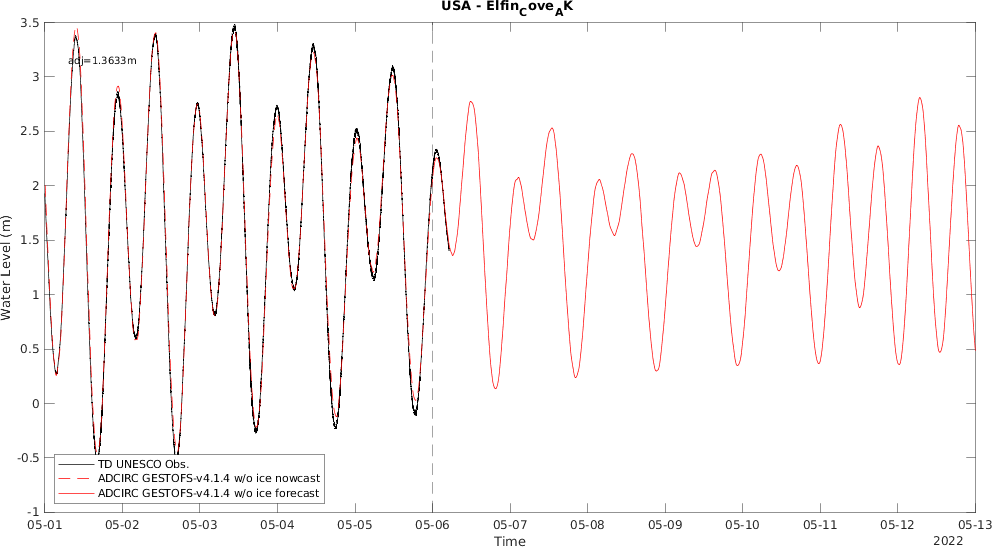 USA - Elfin_Cove_AK
3.5
adj=1.3633m
3
2.5
2
1.5
1
0.5
0
-0.5
-1
Water Level (m)
TD UNESCO Obs.
ADCIRC GESTOFS-v4.1.4 w/o ice nowcast
ADCIRC GESTOFS-v4.1.4 w/o ice forecast
05-01 05-02 05-03 05-04 05-05 05-06 05-07 05-08 05-09 05-10 05-11 05-12 05-13
Time
2022